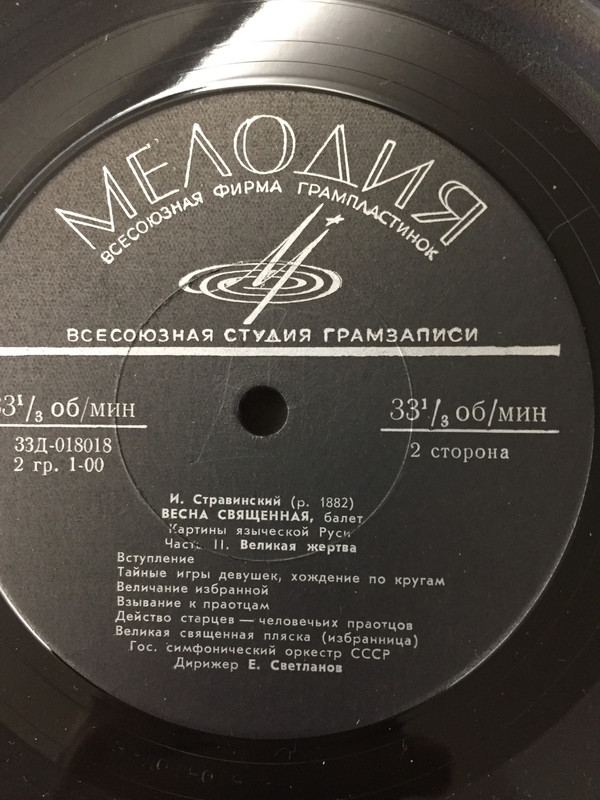 МЕЛОДИЯ
ВСЕСОЮЗНАЯ ФИРМА ГРАМПЛАСТИНОК
ВСЕСОЮЗНАЯ СТУДИЯ ГРАМЗАПИСИ
33¹/₃ об/мин
33Д-018018
2 гр. 1-00
33¹/₃ об/мин
2 сторона
И. Стравинский (р. 1882)
ВЕСНА СВЯЩЕННАЯ, балет
Картины языческой Руси
Часть II. Великая жертва
Вступление
Тайные игры девушек, хождение по кругам
Величание избранной
Взывание к праотцам
Действо старцев — человечьих праотцов
Великая священная пляска (избранница)
Гос. симфонический оркестр СССР
Дирижер Е. Светланов